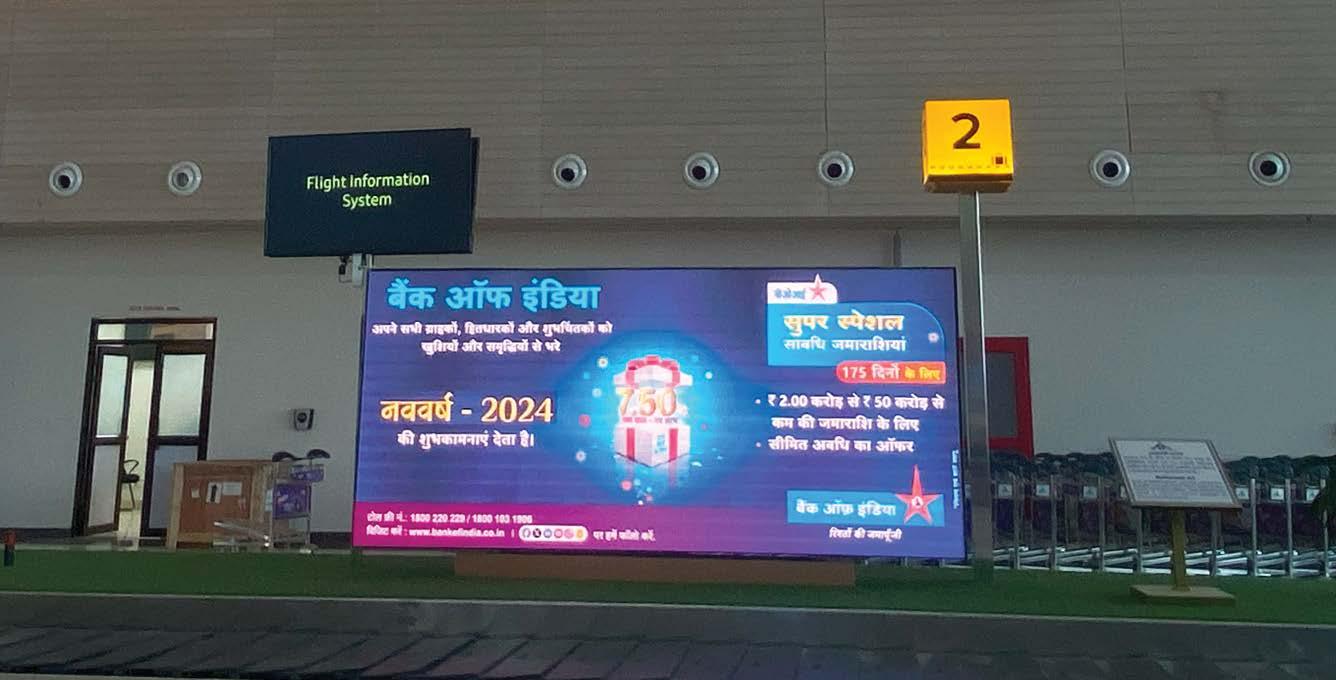 Flight Information
System
2
बैंक ऑफ इंडिया
अपने सभी ग्राहकों, हितधारकों और शुभचिंतकों को
खुशियों और समृद्धियों से भरे
नववर्ष - 2024
की शुभकामनाएं देता है।
7.50
बीओआई
सुपर स्पेशल
सावधि जमाराशियां
175 दिनों के लिए
• ₹ 2.00 करोड़ से ₹ 50 करोड़ से
कम की जमाराशि के लिए
• सीमित अवधि का ऑफर
बैंक ऑफ़ इंडिया
रिश्तों की जमापूँजी
टोल फ्री नं.: 1800 220 229 / 1800 103 1906
विजिट करें : www.bankofindia.co.in |
पर हमें फॉलो करें.